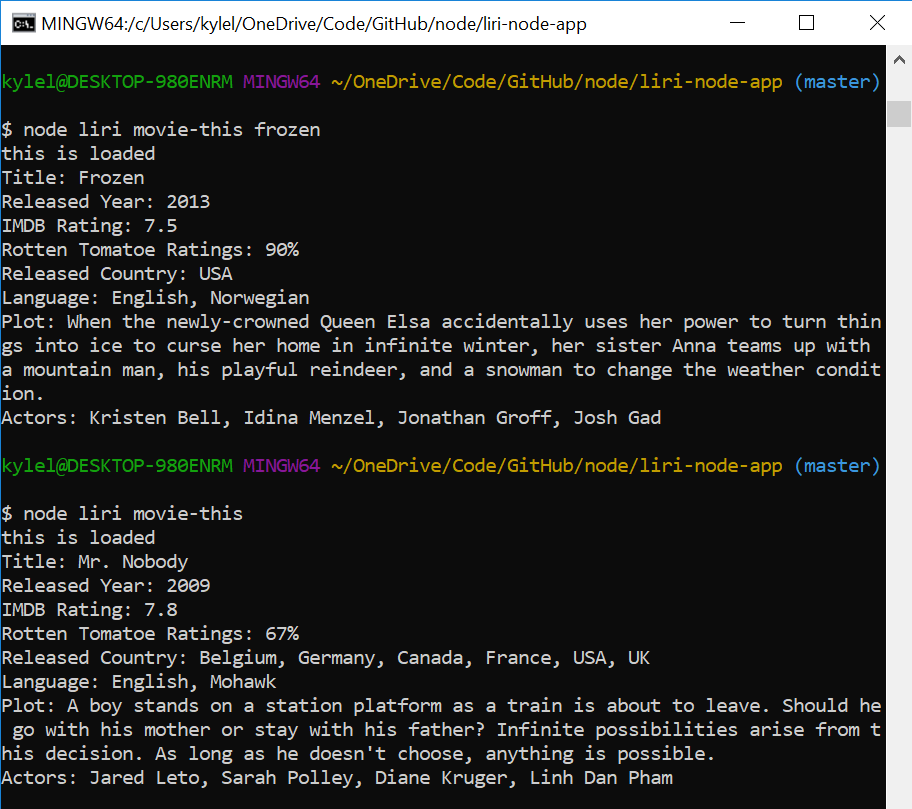 MINGW64:/c/Users/kylel/OneDrive/Code/GitHub/node/liri-node-app
kylel@DESKTOP-980ENRM MINGW64 ~/OneDrive/Code/GitHub/node/liri-node-app (master)
$ node liri movie-this frozen
this is loaded
Title: Frozen
Released Year: 2013
IMDB Rating: 7.5
Rotten Tomatoe Ratings: 90%
Released Country: USA
Language: English, Norwegian
Plot: When the newly-crowned Queen Elsa accidentally uses her power to turn thin
gs into ice to curse her home in infinite winter, her sister Anna teams up with
a mountain man, his playful reindeer, and a snowman to change the weather condit
ion.
Actors: Kristen Bell, Idina Menzel, Jonathan Groff, Josh Gad
kylel@DESKTOP-980ENRM MINGW64 ~/OneDrive/Code/GitHub/node/liri-node-app (master)
$ node liri movie-this
this is loaded
Title: Mr. Nobody
Released Year: 2009
IMDB Rating: 7.8
Rotten Tomatoe Ratings: 67%
Released Country: Belgium, Germany, Canada, France, USA, UK
Language: English, Mohawk
Plot: A boy stands on a station platform as a train is about to leave. Should he
 go with his mother or stay with his father? Infinite possibilities arise from t
his decision. As long as he doesn't choose, anything is possible.
Actors: Jared Leto, Sarah Polley, Diane Kruger, Linh Dan Pham